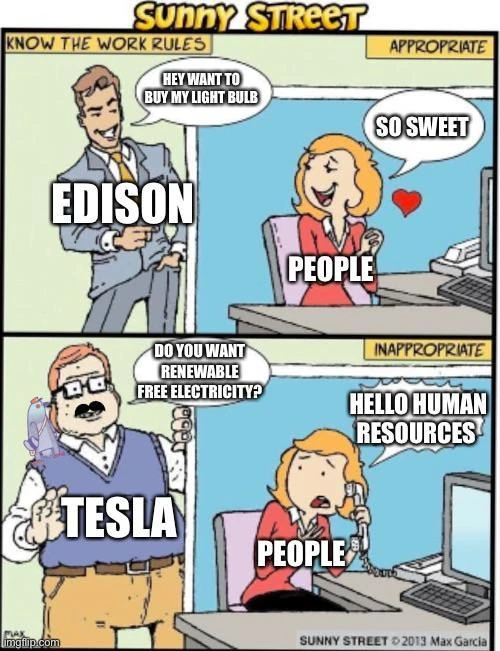 SUNNY STREET
KNOW THE WORK RULES
APPROPRIATE
HEY WANT TO
BUY MY LIGHT BULB
SO SWEET
EDISON
PEOPLE
INAPPROPRIATE
DO YOU WANT
RENEWABLE
FREE ELECTRICITY?
HELLO HUMAN
RESOURCES
TESLA
PEOPLE
imgflip.com
SUNNY STREET © 2013 Max Garcia